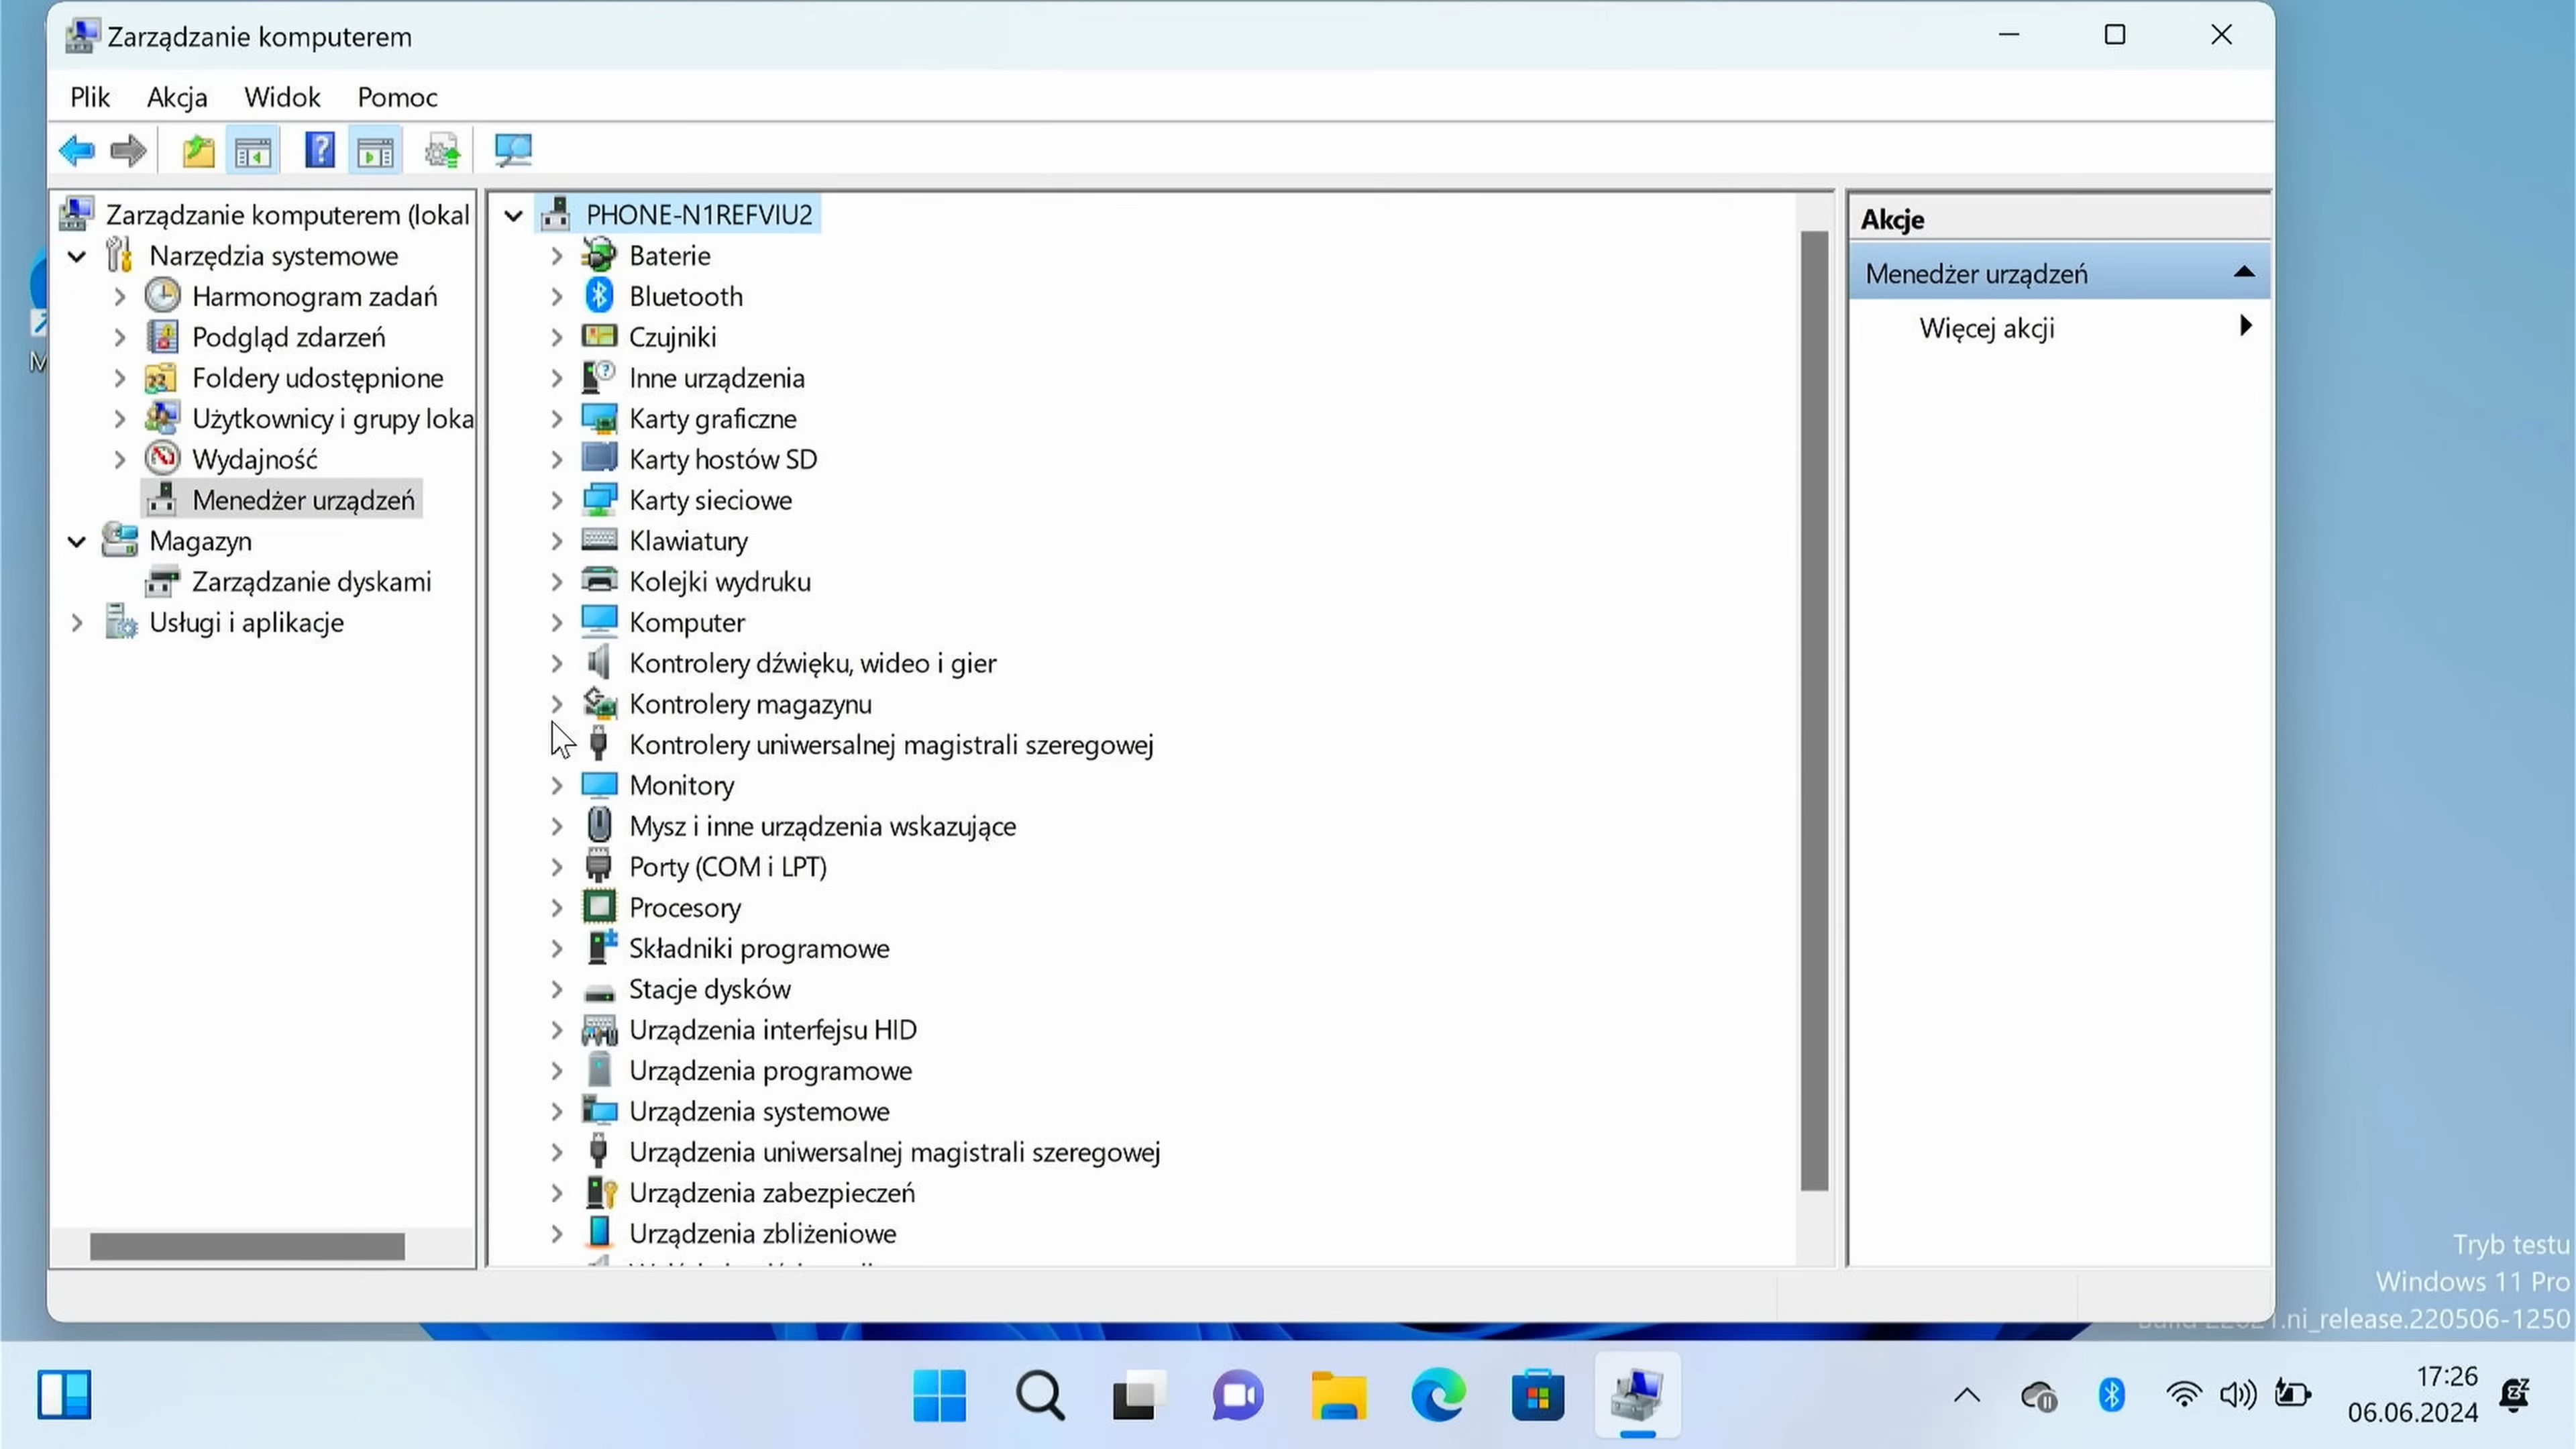 Zarządzanie komputerem
Plik Akcja Widok Pomoc
Zarządzanie komputerem (lokal
Narzędzia systemowe
Harmonogram zadań
Podgląd zdarzeń
Foldery udostępnione
Użytkownicy i grupy loka
Wydajność
Menedżer urządzeń
Magazyn
Zarządzanie dyskami
Usługi i aplikacje
PHONE-N1REFVIU2
Baterie
Bluetooth
Czujniki
Inne urządzenia
Karty graficzne
Karty hostów SD
Karty sieciowe
Klawiatury
Kolejki wydruku
Komputer
Kontrolery dźwięku, wideo i gier
Kontrolery magazynu
Kontrolery uniwersalnej magistrali szeregowej
Monitory
Mysz i inne urządzenia wskazujące
Porty (COM i LPT)
Procesory
Składniki programowe
Stacje dysków
Urządzenia interfejsu HID
Urządzenia programowe
Urządzenia systemowe
Urządzenia uniwersalnej magistrali szeregowej
Urządzenia zabezpieczeń
Urządzenia zbliżeniowe
Akcje
Menedżer urządzeń
Więcej akcji
M
Tryb testu
Windows 11 Pro
.ni_release.220506-1250
17:26
06.06.2024